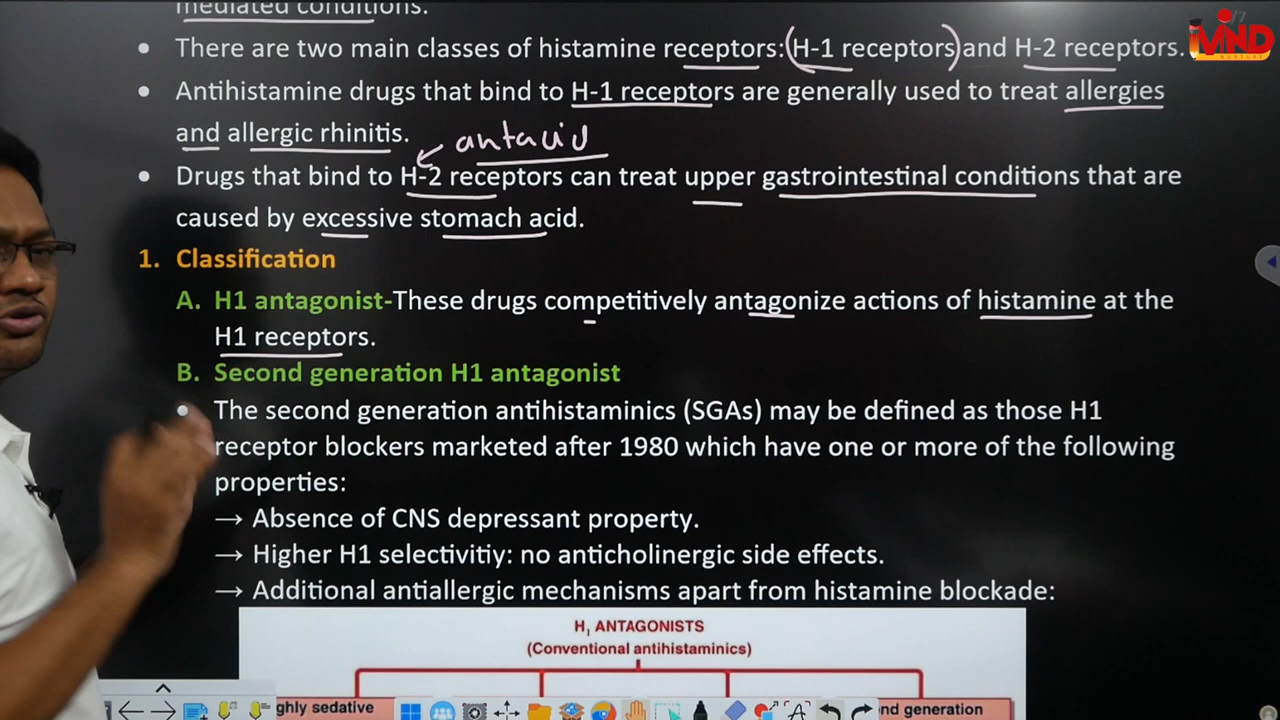 mediated conditions.
• There are two main classes of histamine receptors: (H-1 receptors) and H-2 receptors.
• Antihistamine drugs that bind to H-1 receptors are generally used to treat allergies
and allergic rhinitis.
antacid
• Drugs that bind to H-2 receptors can treat upper gastrointestinal conditions that are
caused by excessive stomach acid.
1. Classification
A. H1 antagonist-These drugs competitively antagonize actions of histamine at the
H1 receptors.
B. Second generation H1 antagonist
• The second generation antihistaminics (SGAs) may be defined as those H1
receptor blockers marketed after 1980 which have one or more of the following
properties:
→ Absence of CNS depressant property.
→ Higher H1 selectivitiy: no anticholinergic side effects.
→ Additional antiallergic mechanisms apart from histamine blockade:
H₁ ANTAGONISTS
(Conventional antihistaminics)
ghly sedative
nd generation
MIND